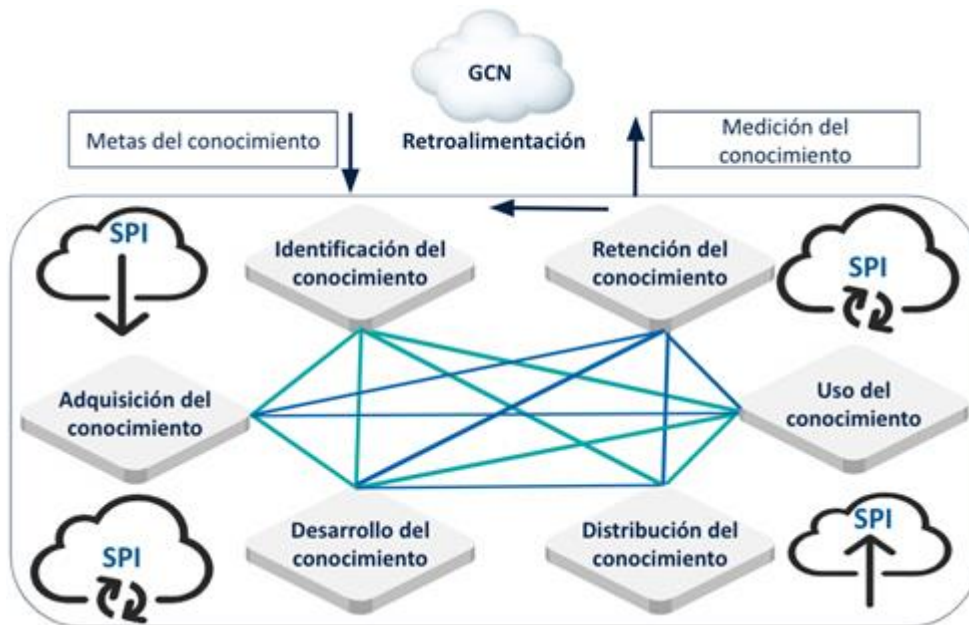 GCN
Metas del conocimiento
Retroalimentación
Medición del
conocimiento
SPI
Identificación del
conocimiento
Retención del
conocimiento
SPI
Adquisición del
conocimiento
Uso del
conocimiento
SPI
Desarrollo del
conocimiento
Distribución del
conocimiento
SPI